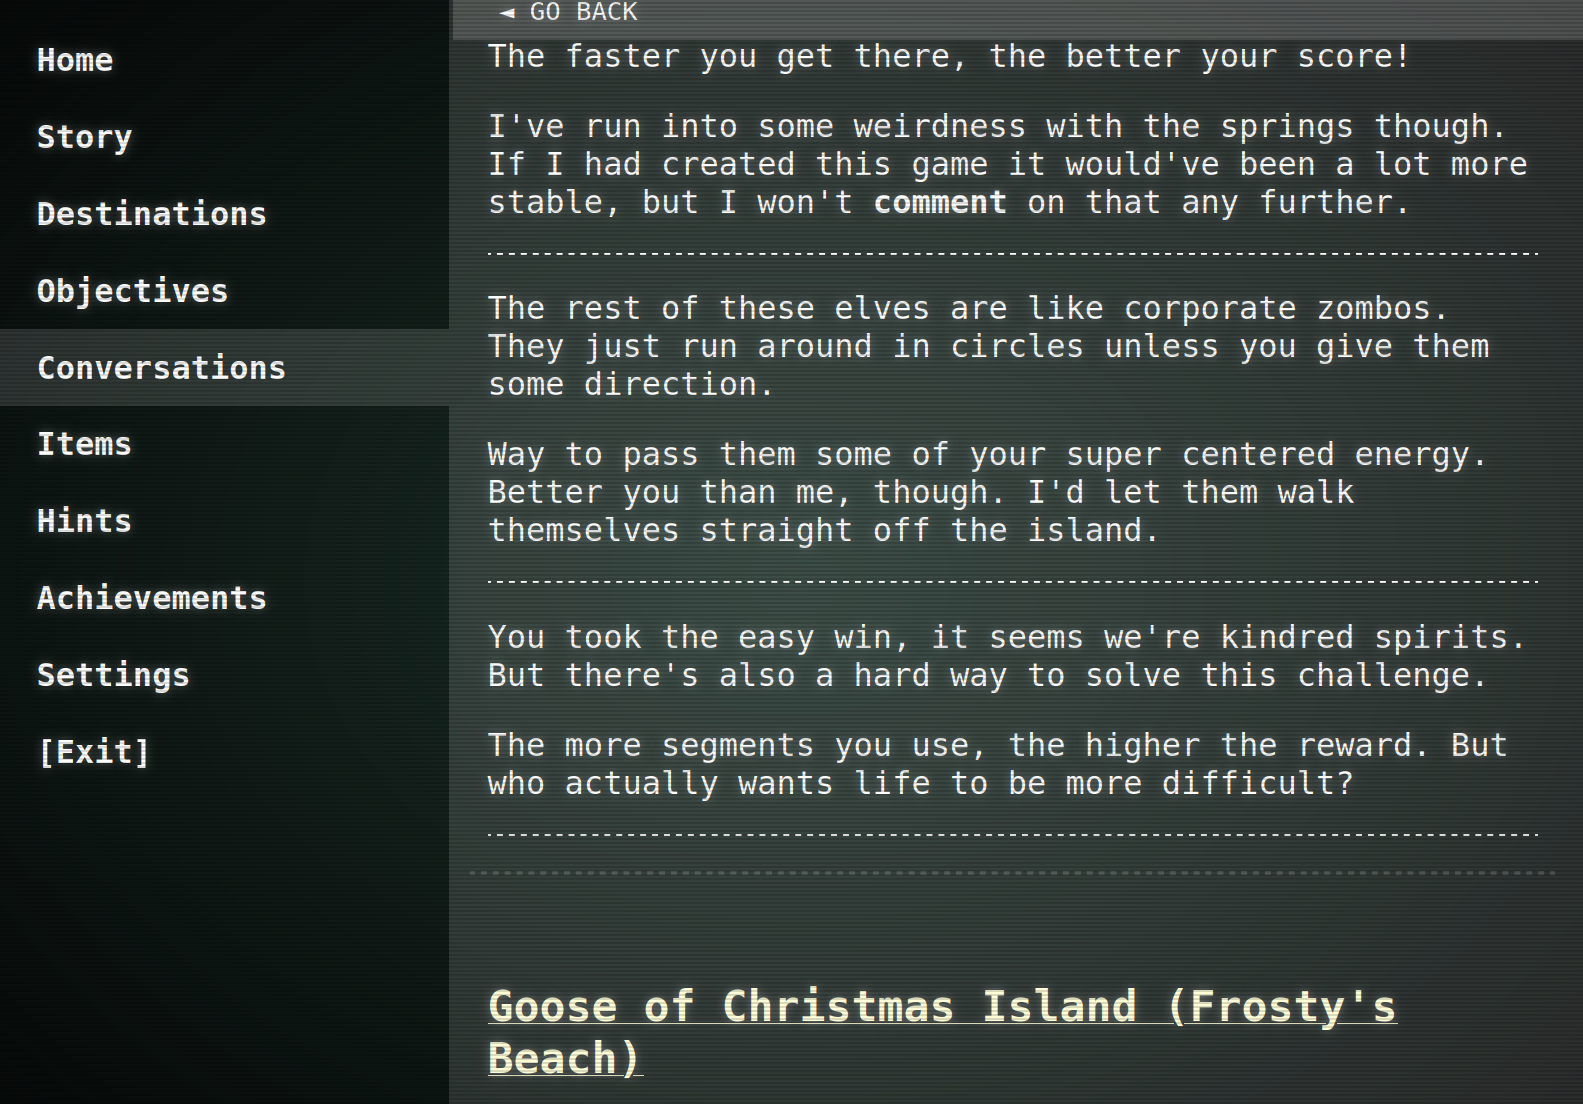 ◄ GO BACK
Home
Story
Destinations
Objectives
Conversations
Items
Hints
Achievements
Settings
[Exit]
The faster you get there, the better your score!
I've run into some weirdness with the springs though.
If I had created this game it would've been a lot more
stable, but I won't comment on that any further.
The rest of these elves are like corporate zombos.
They just run around in circles unless you give them
some direction.
Way to pass them some of your super centered energy.
Better you than me, though. I'd let them walk
themselves straight off the island.
You took the easy win, it seems we're kindred spirits.
But there's also a hard way to solve this challenge.
The more segments you use, the higher the reward. But
who actually wants life to be more difficult?
Goose of Christmas Island (Frosty's
Beach)